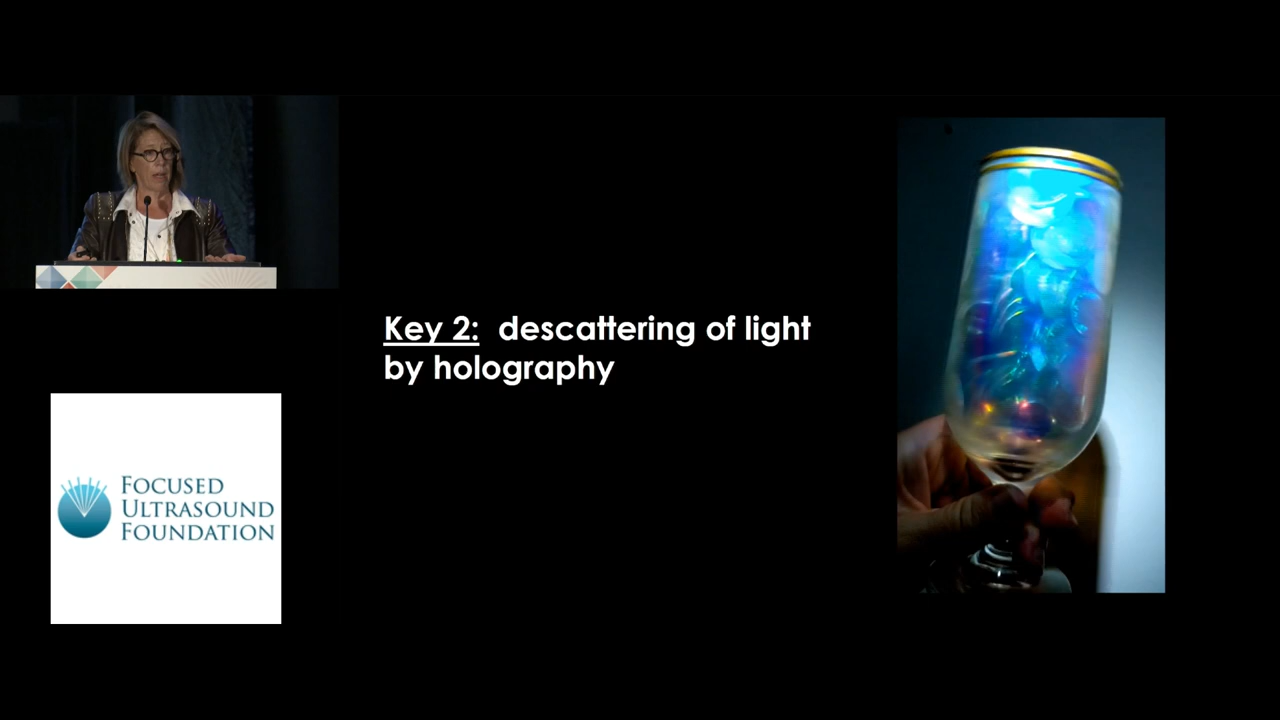 Key 2: descattering of light
by holography
FOCUSED
ULTRASOUND
FOUNDATION